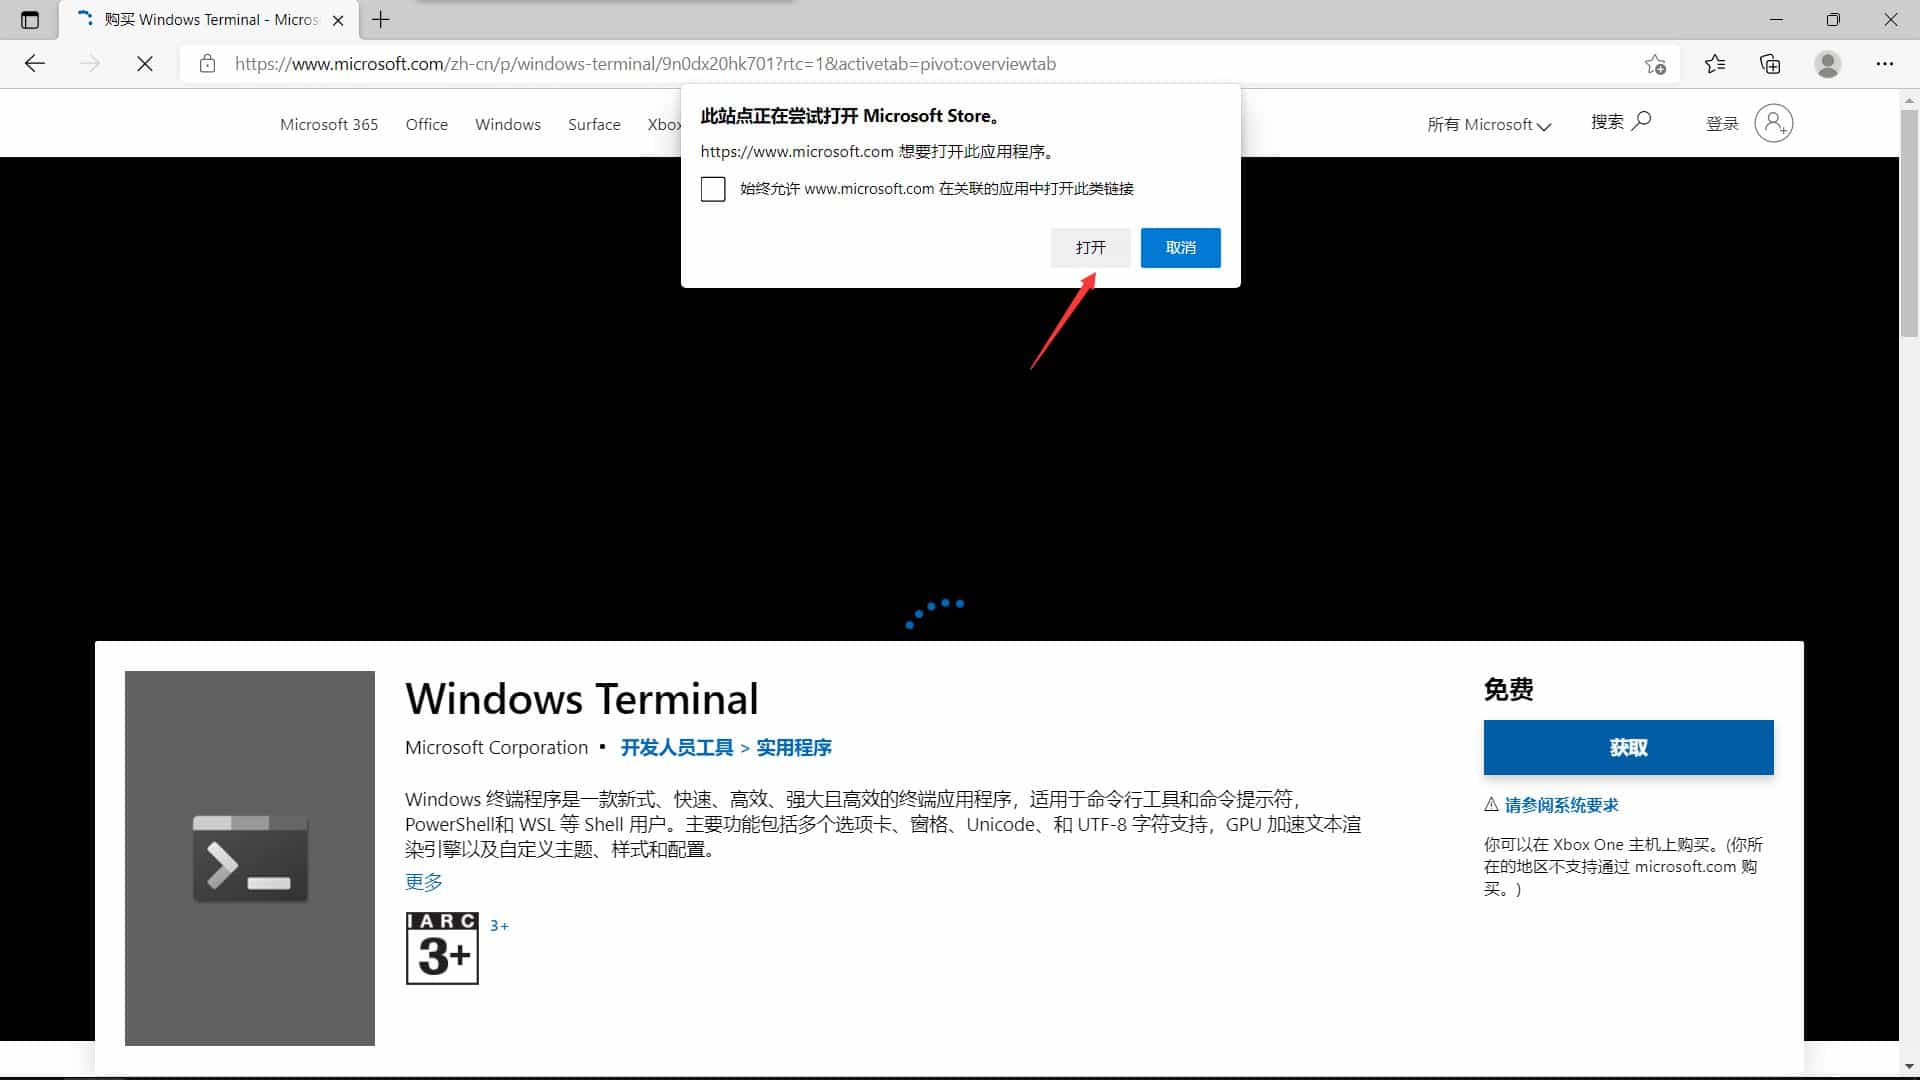 购买 Windows Terminal - Micros
https://www.microsoft.com/zh-cn/p/windows-terminal/9n0dx20hk701?rtc=1&activetab=pivot:overviewtab
Microsoft 365 Office Windows Surface Xbox 所有 Microsoft 搜索 登录
此站点正在尝试打开 Microsoft Store。
https://www.microsoft.com 想要打开此应用程序。
始终允许 www.microsoft.com 在关联的应用中打开此类链接
打开 取消
Windows Terminal
Microsoft Corporation • 开发人员工具 > 实用程序
Windows 终端程序是一款新式、快速、高效、强大且高效的终端应用程序，适用于命令行工具和命令提示符，
PowerShell和 WSL 等 Shell 用户。主要功能包括多个选项卡、窗格、Unicode、和 UTF-8 字符支持，GPU 加速文本渲
染引擎以及自定义主题、样式和配置。
更多
IARC
3+
3+
免费
获取
请参阅系统要求
你可以在 Xbox One 主机上购买。(你所
在的地区不支持通过 microsoft.com 购
买。)